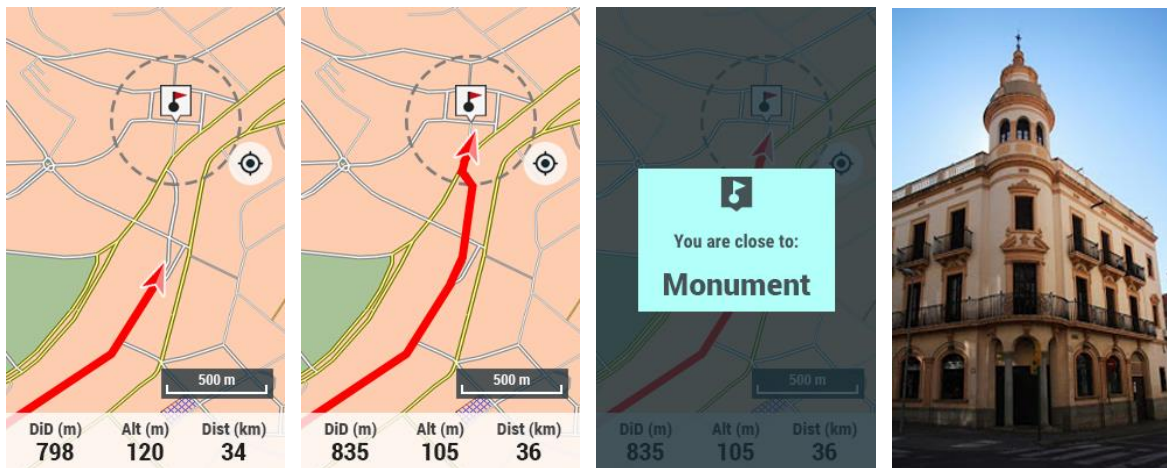 500 m
DiD (m) Alt (m) Dist (km)
798 120 34
500 m
DiD (m) Alt (m) Dist (km)
835 105 36
You are close to:
Monument
500 m
DiD (m) Alt (m) Dist (km)
835 105 36